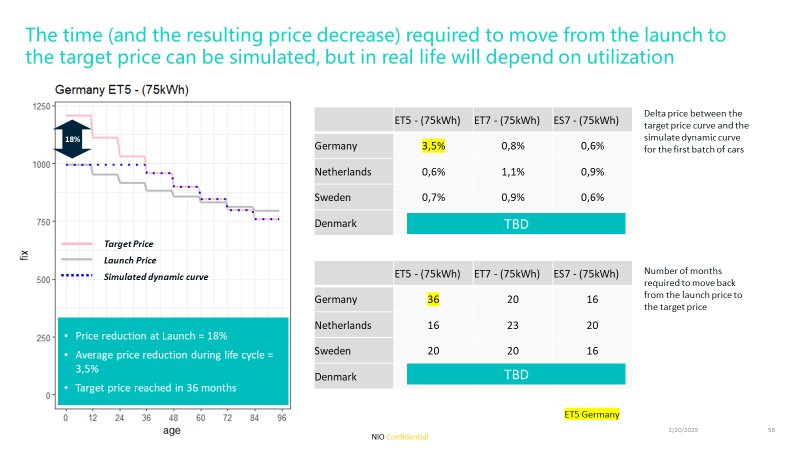 The time (and the resulting price decrease) required to move from the launch to
the target price can be simulated, but in real life will depend on utilization
Germany ET5 - (75kWh)
1250
1000
750
500
250
0
fix
18%
Target Price
Launch Price
Simulated dynamic curve
• Price reduction at Launch = 18%
• Average price reduction during life cycle =
3,5%
• Target price reached in 36 months
0 12 24 36 48 60 72 84 96
age
ET5 - (75kWh) ET7 - (75kWh) ES7 - (75kWh)
Germany 3,5% 0,8% 0,6%
Netherlands 0,6% 1,1% 0,9%
Sweden 0,7% 0,9% 0,6%
Denmark TBD
Delta price between the
target price curve and the
simulate dynamic curve
for the first batch of cars
ET5 - (75kWh) ET7 - (75kWh) ES7 - (75kWh)
Germany 36 20 16
Netherlands 16 23 20
Sweden 20 20 16
Denmark TBD
Number of months
required to move back
from the launch price to
the target price
ET5 Germany
NIO Confidential
2/20/2023
56